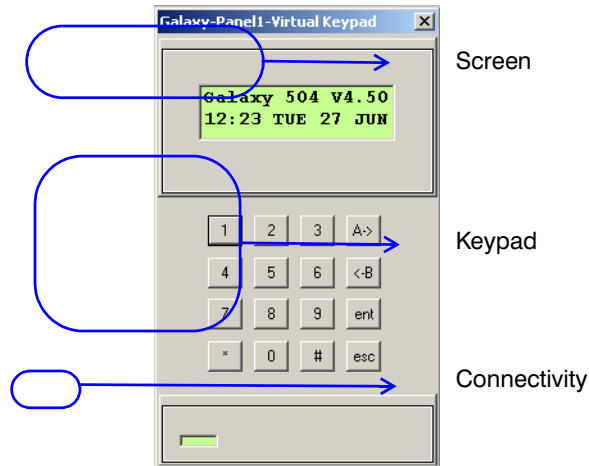 Galaxy-Panel1-Virtual Keypad
Screen
Galaxy 504 V4.50
12:23 TUE 27 JUN
1 2 3 A->
Keypad
4 5 6 <-B
7 8 9 ent
* 0 # esc
Connectivity